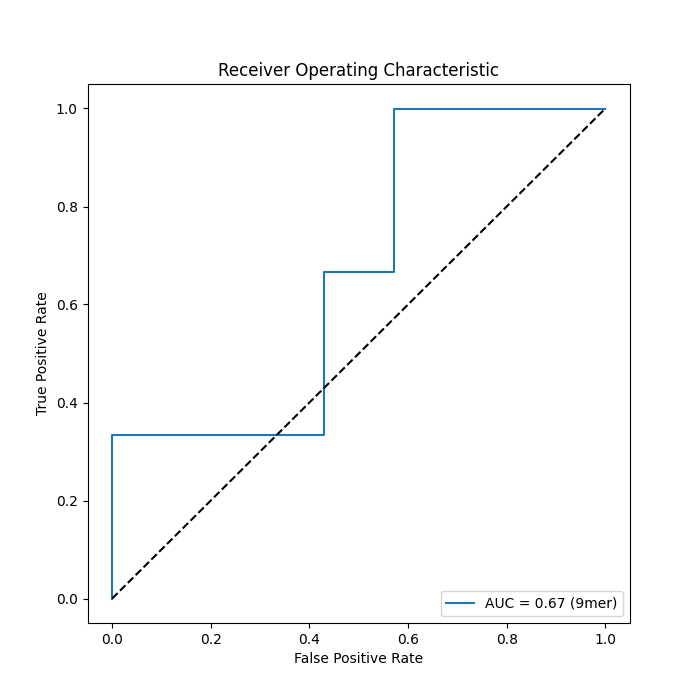 Receiver Operating Characteristic
1.0
0.8
0.6
0.4
0.2
0.0
True Positive Rate
AUC = 0.67 (9mer)
0.0 0.2 0.4 0.6 0.8 1.0
False Positive Rate